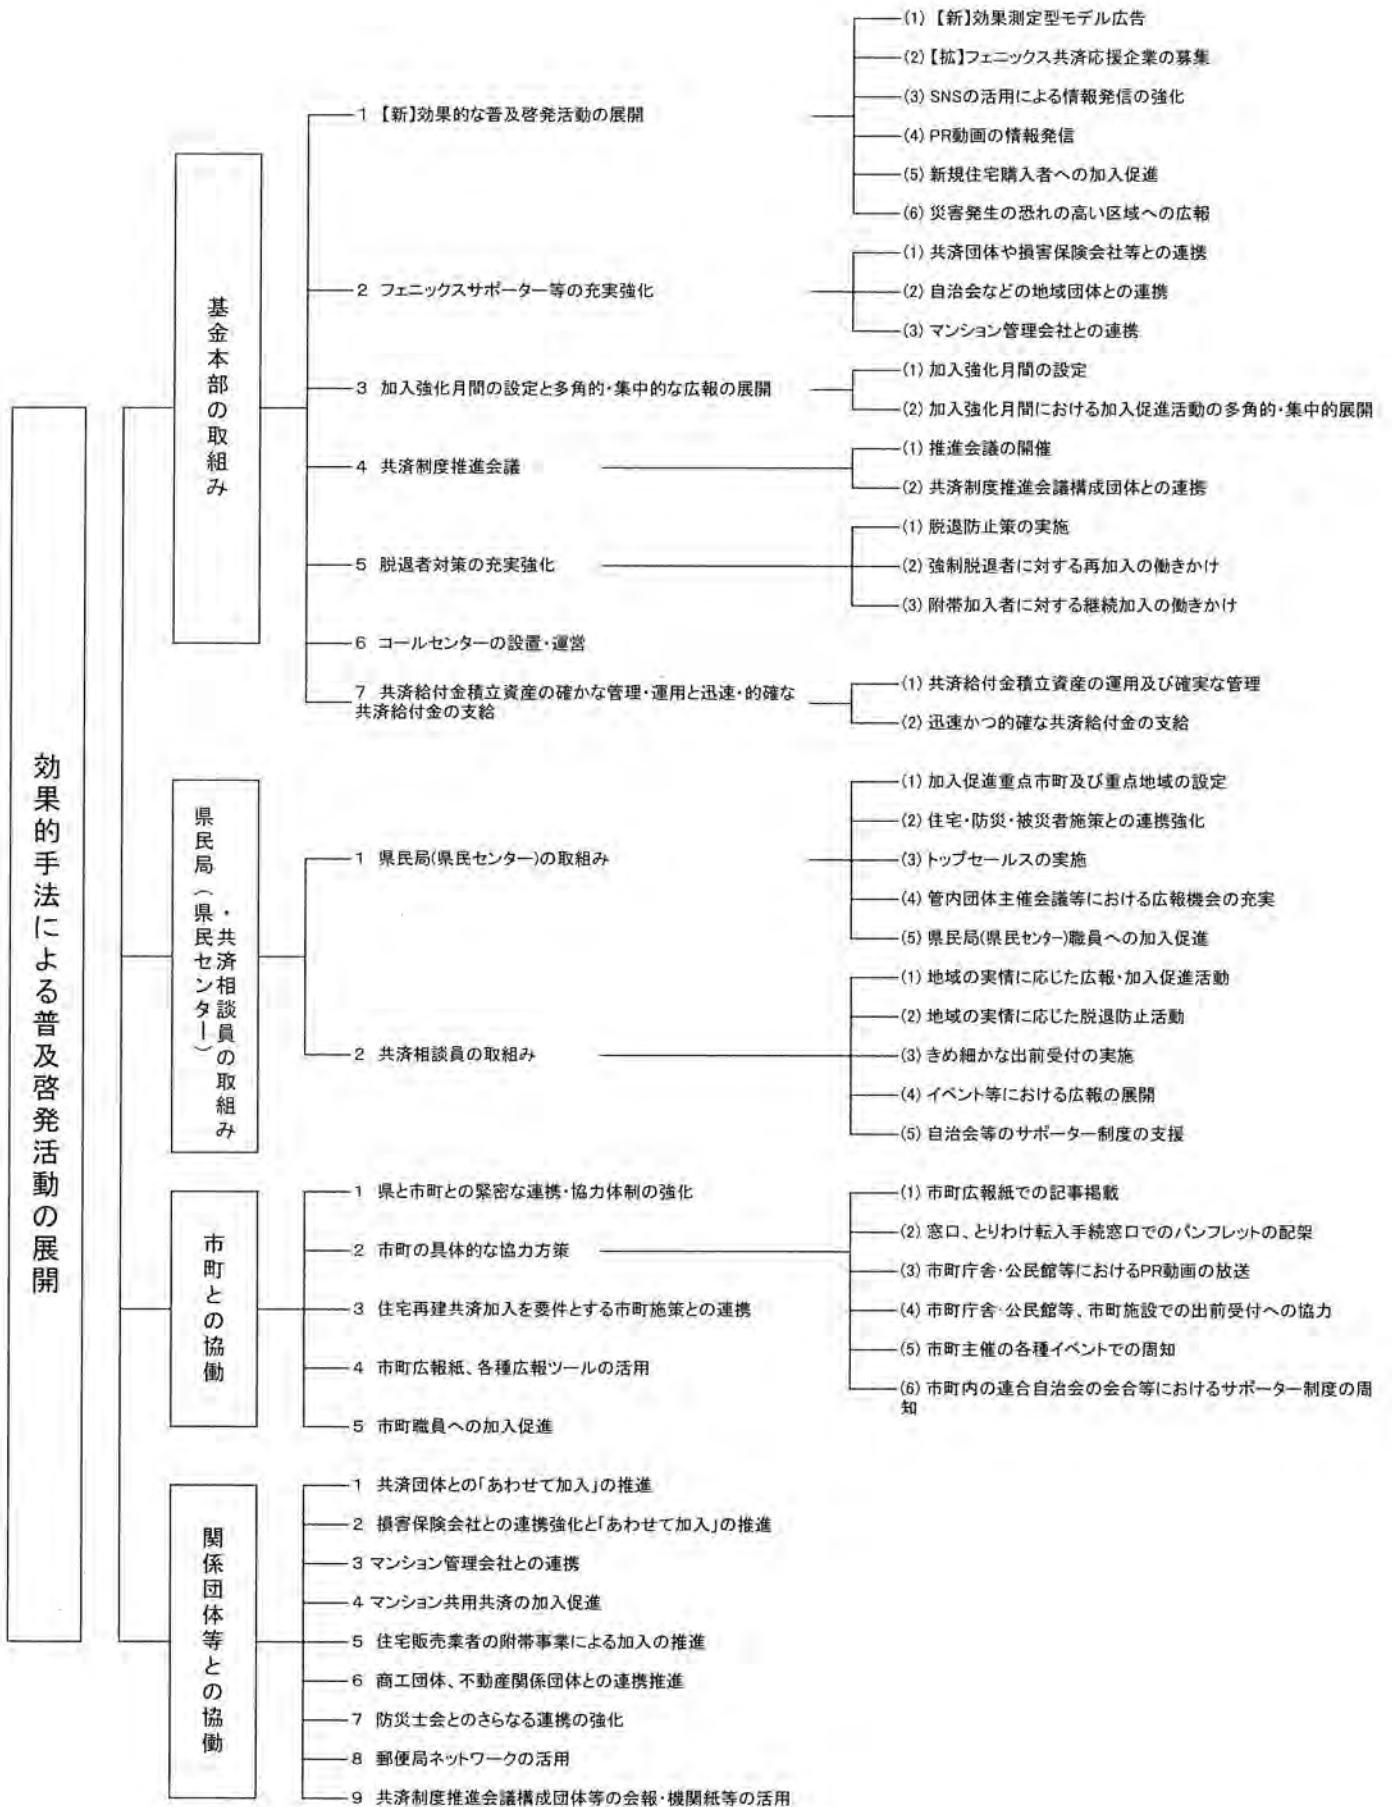 効果的手法による普及啓発活動の展開
基金本部の取組み
1 【新】効果的な普及啓発活動の展開
(1) 【新】効果測定型モデル広告
(2) 【拡】フェニックス共済応援企業の募集
(3) SNSの活用による情報発信の強化
(4) PR動画の情報発信
(5) 新規住宅購入者への加入促進
(6) 災害発生の恐れの高い区域への広報
2 フェニックスサポーター等の充実強化
(1) 共済団体や損害保険会社等との連携
(2) 自治会などの地域団体との連携
(3) マンション管理会社との連携
3 加入強化月間の設定と多角的・集中的な広報の展開
(1) 加入強化月間の設定
(2) 加入強化月間における加入促進活動の多角的・集中的展開
4 共済制度推進会議
(1) 推進会議の開催
(2) 共済制度推進会議構成団体との連携
5 脱退者対策の充実強化
(1) 脱退防止策の実施
(2) 強制脱退者に対する再加入の働きかけ
(3) 附帯加入者に対する継続加入の働きかけ
6 コールセンターの設置・運営
7 共済給付金積立資産の確かな管理・運用と迅速・的確な
共済給付金の支給
(1) 共済給付金積立資産の運用及び確実な管理
(2) 迅速かつ的確な共済給付金の支給
県民局（県民センター）
・共済相談員の取組み
1 県民局(県民センター)の取組み
(1) 加入促進重点市町及び重点地域の設定
(2) 住宅・防災・被災者施策との連携強化
(3) トップセールスの実施
(4) 管内団体主催会議等における広報機会の充実
(5) 県民局(県民センター)職員への加入促進
2 共済相談員の取組み
(1) 地域の実情に応じた広報・加入促進活動
(2) 地域の実情に応じた脱退防止活動
(3) きめ細かな出前受付の実施
(4) イベント等における広報の展開
(5) 自治会等のサポーター制度の支援
市町との協働
1 県と市町との緊密な連携・協力体制の強化
2 市町の具体的な協力方策
(1) 市町広報紙での記事掲載
(2) 窓口、とりわけ転入手続窓口でのパンフレットの配架
(3) 市町庁舎・公民館等におけるPR動画の放送
(4) 市町庁舎・公民館等、市町施設での出前受付への協力
(5) 市町主催の各種イベントでの周知
(6) 市町内の連合自治会の会合等におけるサポーター制度の周
知
3 住宅再建共済加入を要件とする市町施策との連携
4 市町広報紙、各種広報ツールの活用
5 市町職員への加入促進
関係団体等との協働
1 共済団体との「あわせて加入」の推進
2 損害保険会社との連携強化と「あわせて加入」の推進
3 マンション管理会社との連携
4 マンション共用共済の加入促進
5 住宅販売業者の附帯事業による加入の推進
6 商工団体、不動産関係団体との連携推進
7 防災士会とのさらなる連携の強化
8 郵便局ネットワークの活用
9 共済制度推進会議構成団体等の会報・機関紙等の活用